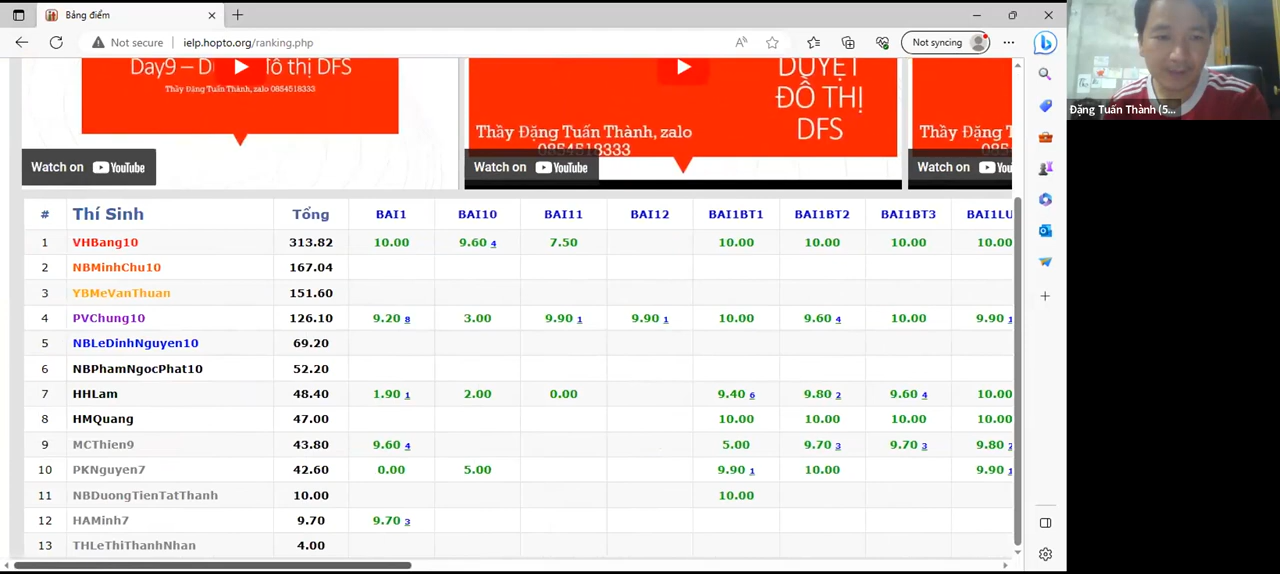 Bảng điểm
Not secure ielp.hopto.org/ranking.php
Not syncing
Day9 – D ồ thị DFS
Thầy Đặng Tuấn Thành, zalo 0854518333
Watch on YouTube
DUYỆT
ĐỒ THỊ
DFS
Thầy Đặng Tuấn Thành, zalo
0854518333
Watch on YouTube
Thầy Đặng T
Watch on YouTu
Đặng Tuấn Thành (5...
# Thí Sinh Tổng BAI1 BAI10 BAI11 BAI12 BAI1BT1 BAI1BT2 BAI1BT3 BAI1LU
1 VHBang10 313.82 10.00 9.60 4 7.50 10.00 10.00 10.00 10.00
2 NBMinhChu10 167.04
3 YBMeVanThuan 151.60
4 PVChung10 126.10 9.20 8 3.00 9.90 1 9.90 1 10.00 9.60 4 10.00 9.90 1
5 NBLeDinhNguyen10 69.20
6 NBPhamNgocPhat10 52.20
7 HHLam 48.40 1.90 1 2.00 0.00 9.40 6 9.80 2 9.60 4 10.00
8 HMQuang 47.00 10.00 10.00 10.00 10.00
9 MCThien9 43.80 9.60 4 5.00 9.70 3 9.70 3 9.80 2
10 PKNguyen7 42.60 0.00 5.00 9.90 1 10.00 9.90 1
11 NBDuongTienTatThanh 10.00 10.00
12 HAMinh7 9.70 9.70 3
13 THLeThiThanhNhan 4.00